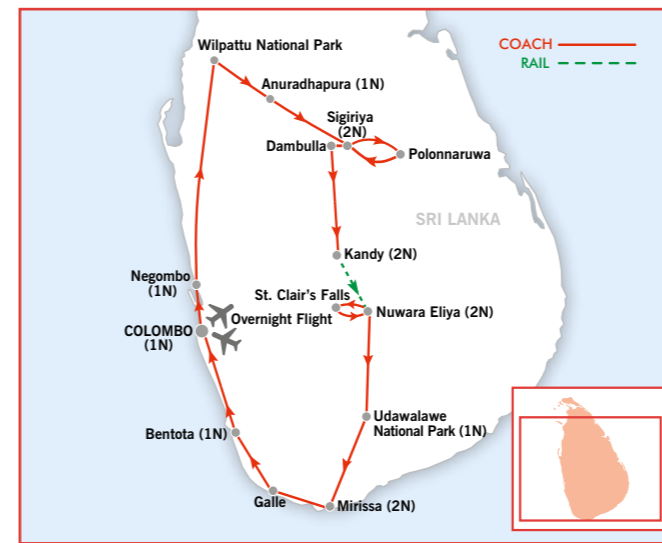 COACH
RAIL
Wilpattu National Park
Anuradhapura (1N)
Sigiriya
(2N)
Dambulla
Polonnaruwa
SRI LANKA
Kandy (2N)
Negombo
(1N)
St. Clair's Falls
Nuwara Eliya (2N)
Overnight Flight
COLOMBO
(1N)
Udawalawe
National Park (1N)
Bentota (1N)
Galle
Mirissa (2N)